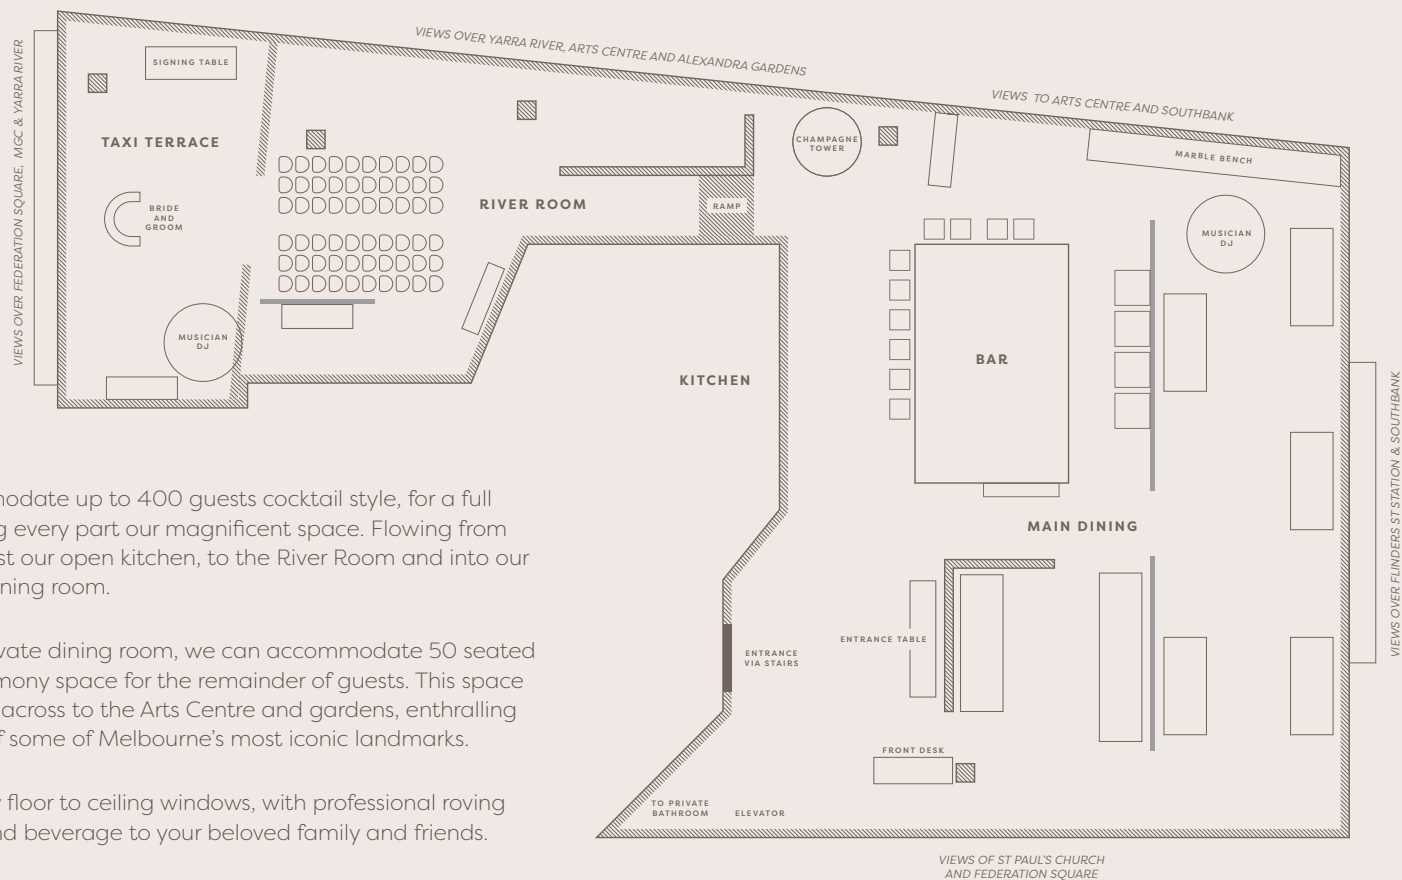 VIEWS OVER FEDERATION SQUARE, MGC & YARRA RIVER
VIEWS OVER YARRA RIVER, ARTS CENTRE AND ALEXANDRA GARDENS
VIEWS TO ARTS CENTRE AND SOUTHBANK
SIGNING TABLE
TAXI TERRACE
BRIDE
AND
GROOM
MUSICIAN
DJ
RIVER ROOM
RAMP
CHAMPAGNE
TOWER
MARBLE BENCH
MUSICIAN
DJ
BAR
KITCHEN
MAIN DINING
VIEWS OVER FLINDERS ST STATION & SOUTHBANK
ENTRANCE TABLE
ENTRANCE
VIA STAIRS
FRONT DESK
TO PRIVATE
BATHROOM
ELEVATOR
VIEWS OF ST PAUL'S CHURCH
AND FEDERATION SQUARE
odate up to 400 guests cocktail style, for a full
g every part our magnificent space. Flowing from
st our open kitchen, to the River Room and into our
ning room.
vate dining room, we can accommodate 50 seated
mony space for the remainder of guests. This space
across to the Arts Centre and gardens, enthralling
f some of Melbourne's most iconic landmarks.
y floor to ceiling windows, with professional roving
nd beverage to your beloved family and friends.